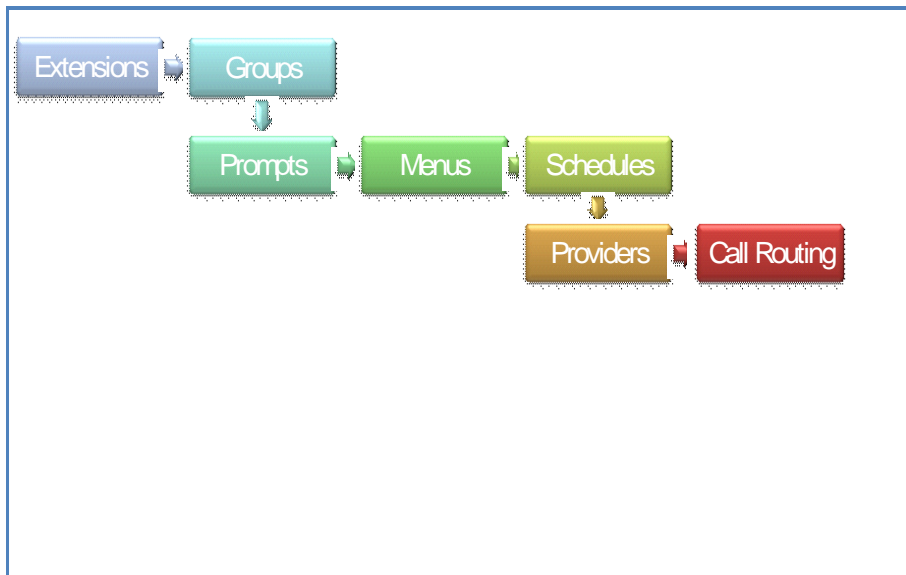 Extensions
Groups
Prompts
Menus
Schedules
Providers
Call Routing